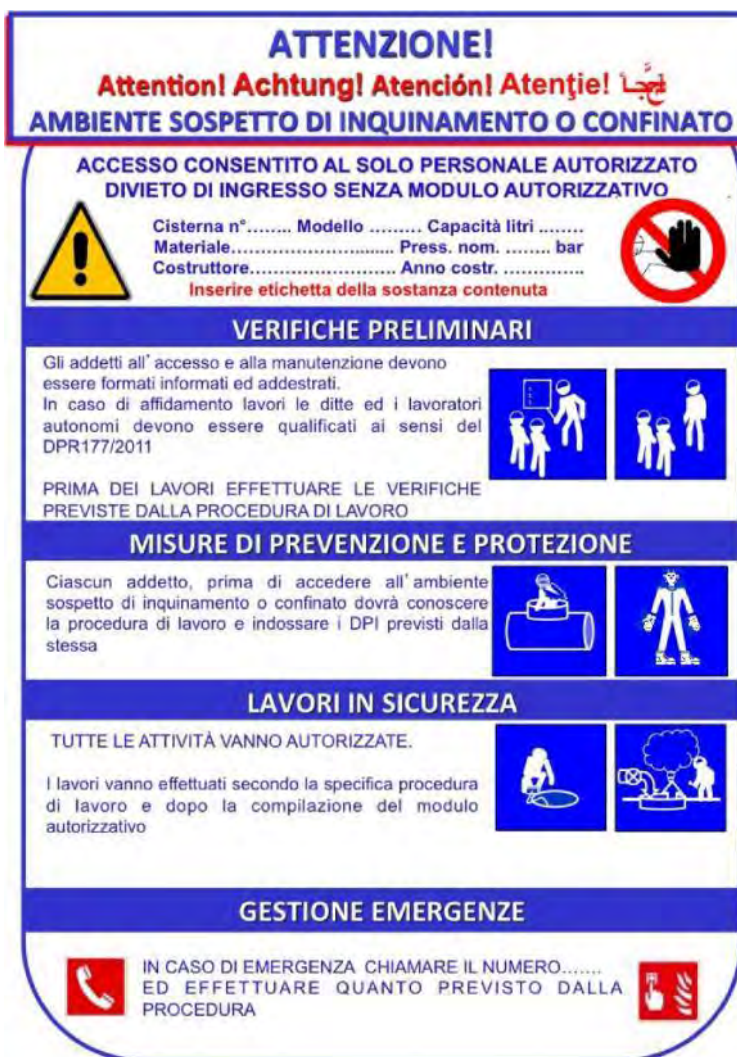 ATTENZIONE!
Attention! Achtung! Atención! Atenţie!
AMBIENTE SOSPETTO DI INQUINAMENTO O CONFINATO
ACCESSO CONSENTITO AL SOLO PERSONALE AUTORIZZATO
DIVIETO DI INGRESSO SENZA MODULO AUTORIZZATIVO
Cisterna n°…….. Modello ……… Capacità litri ……..
Materiale…………………....... Press. nom. …….. bar
Costruttore…………………….. Anno costr. …………..
Inserire etichetta della sostanza contenuta
VERIFICHE PRELIMINARI
Gli addetti all' accesso e alla manutenzione devono
essere formati informati ed addestrati.
In caso di affidamento lavori le ditte ed i lavoratori
autonomi devono essere qualificati ai sensi del
DPR177/2011
PRIMA DEI LAVORI EFFETTUARE LE VERIFICHE
PREVISTE DALLA PROCEDURA DI LAVORO
MISURE DI PREVENZIONE E PROTEZIONE
Ciascun addetto, prima di accedere all' ambiente
sospetto di inquinamento o confinato dovrà conoscere
la procedura di lavoro e indossare i DPI previsti dalla
stessa
LAVORI IN SICUREZZA
TUTTE LE ATTIVITÀ VANNO AUTORIZZATE.
I lavori vanno effettuati secondo la specifica procedura
di lavoro e dopo la compilazione del modulo
autorizzativo
GESTIONE EMERGENZE
IN CASO DI EMERGENZA CHIAMARE IL NUMERO…….
ED EFFETTUARE QUANTO PREVISTO DALLA
PROCEDURA